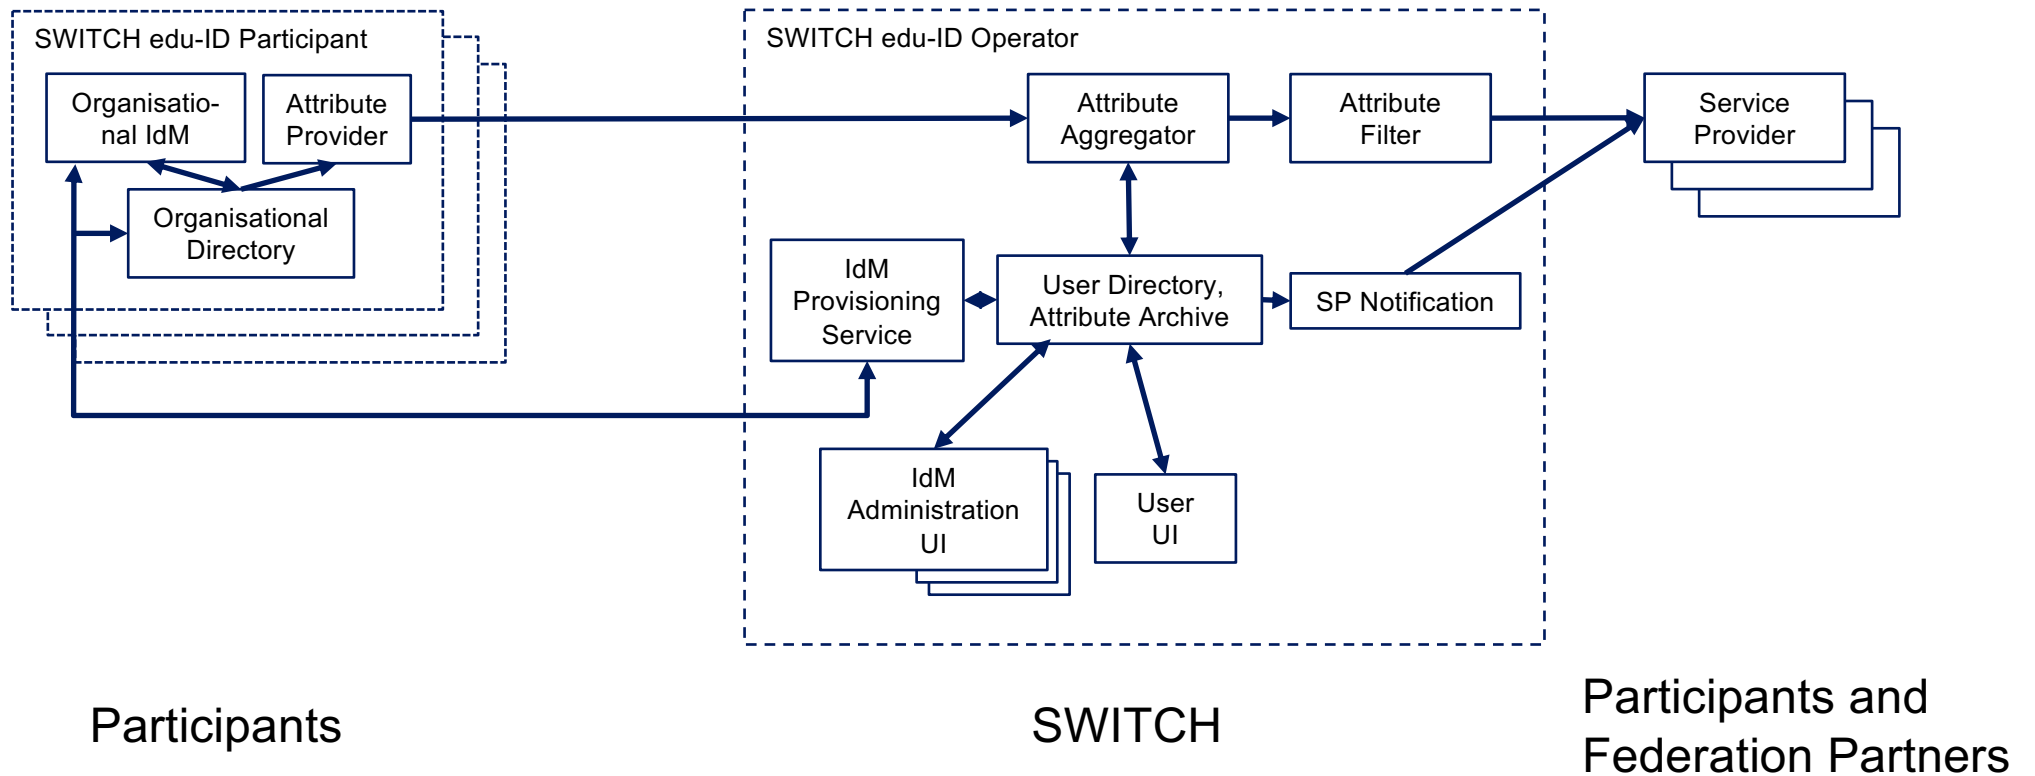 SWITCH edu-ID Participant
Organisatio-
nal IdM
Attribute
Provider
Organisational
Directory
SWITCH edu-ID Operator
Attribute
Aggregator
Attribute
Filter
Service
Provider
IdM
Provisioning
Service
User Directory,
Attribute Archive
SP Notification
IdM
Administration
UI
User
UI
Participants
SWITCH
Participants and
Federation Partners